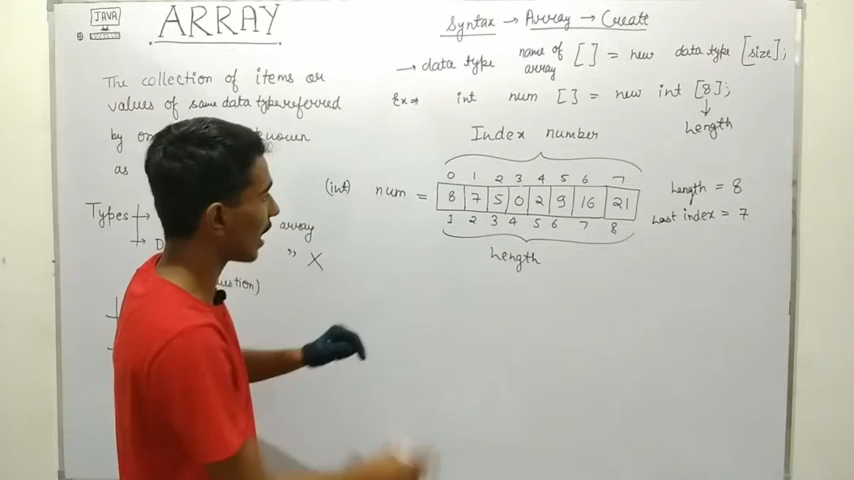 JAVA
ARRAY
The collection of items or
values of same data type referred
by
as
Types
array
" X
Syntax → Array → Create
→ data type name of array [ ] = new data type [size];
Ex ⇒ int num [ ] = new int [8];
Length
Index number
0 1 2 3 4 5 6 7
(int) num = 8 7 5 0 2 9 16 21
1 2 3 4 5 6 7 8
Length
Length = 8
Last index = 7